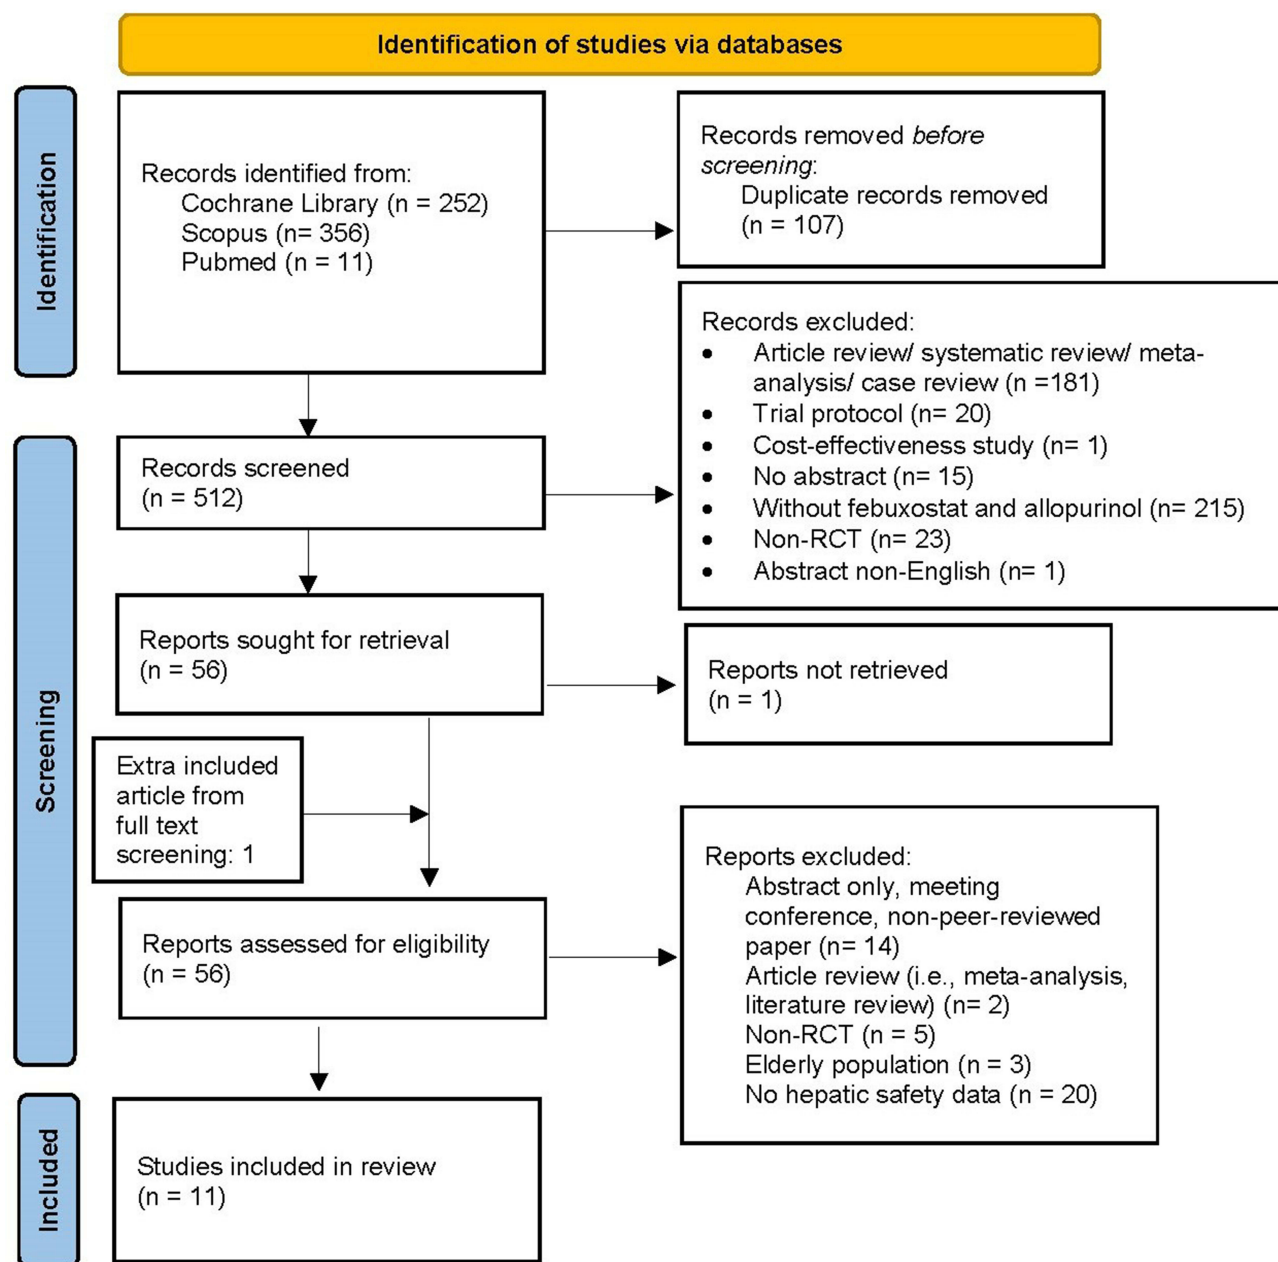 Identification of studies via databases
Identification
Records identified from:
Cochrane Library (n = 252)
Scopus (n= 356)
Pubmed (n = 11)
Records removed before
screening:
Duplicate records removed
(n = 107)
Screening
Records screened
(n = 512)
Records excluded:
• Article review/ systematic review/ meta-
analysis/ case review (n =181)
• Trial protocol (n= 20)
• Cost-effectiveness study (n= 1)
• No abstract (n= 15)
• Without febuxostat and allopurinol (n= 215)
• Non-RCT (n= 23)
• Abstract non-English (n= 1)
Reports sought for retrieval
(n = 56)
Reports not retrieved
(n = 1)
Extra included
article from
full text
screening: 1
Reports assessed for eligibility
(n = 56)
Reports excluded:
Abstract only, meeting
conference, non-peer-reviewed
paper (n= 14)
Article review (i.e., meta-analysis,
literature review) (n= 2)
Non-RCT (n = 5)
Elderly population (n = 3)
No hepatic safety data (n = 20)
Included
Studies included in review
(n = 11)